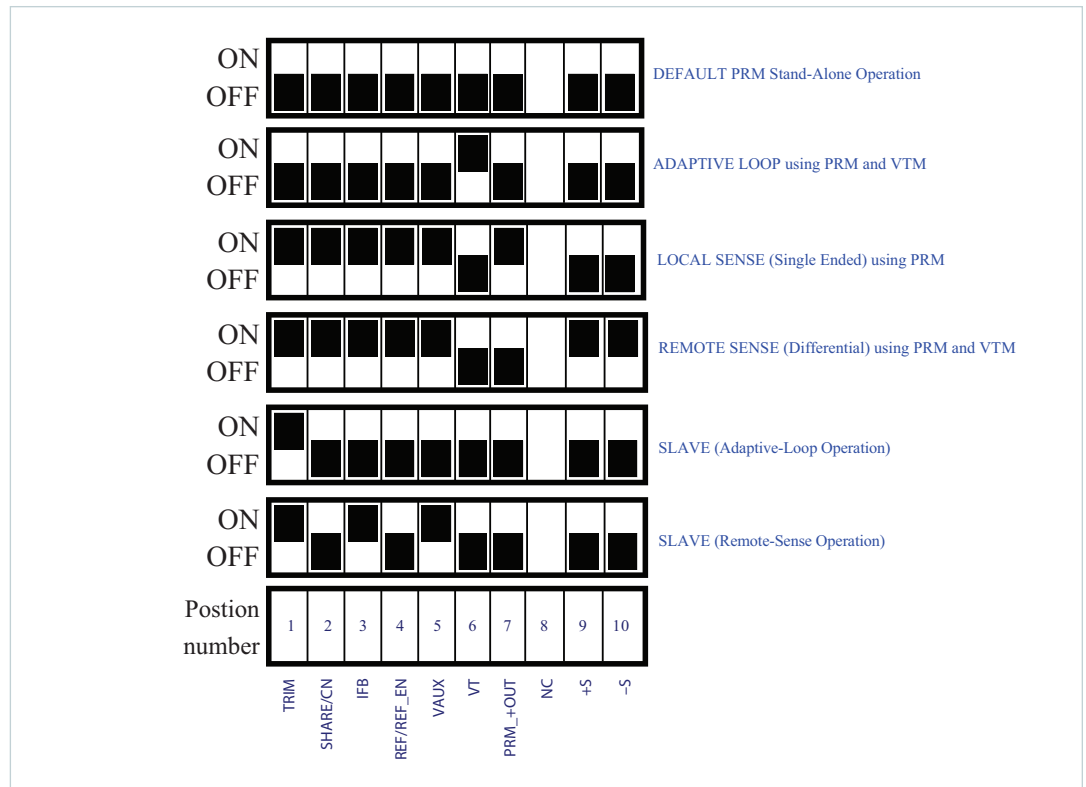 ON
OFF
DEFAULT PRM Stand-Alone Operation
ON
OFF
ADAPTIVE LOOP using PRM and VTM
ON
OFF
LOCAL SENSE (Single Ended) using PRM
ON
OFF
REMOTE SENSE (Differential) using PRM and VTM
ON
OFF
SLAVE (Adaptive-Loop Operation)
ON
OFF
SLAVE (Remote-Sense Operation)
Postion
number
1 2 3 4 5 6 7 8 9 10
TRIM
SHARE/CN
IFB
REF/REF_EN
VAUX
VT
PRM_+OUT
NC
+S
–S